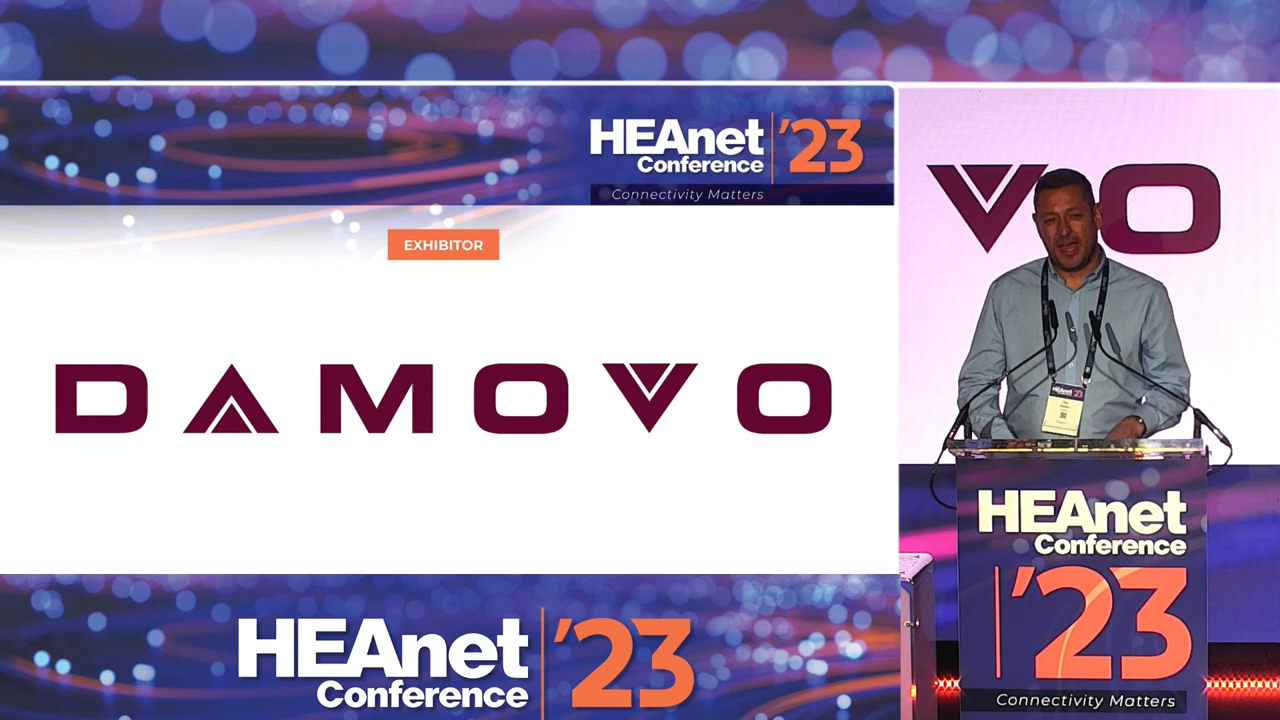 HEAnet
Conference
'23
Connectivity Matters
EXHIBITOR
DAMOVO
HEAnet
Conference
'23
VO
HEAnet
Conference
'23
Connectivity Matters